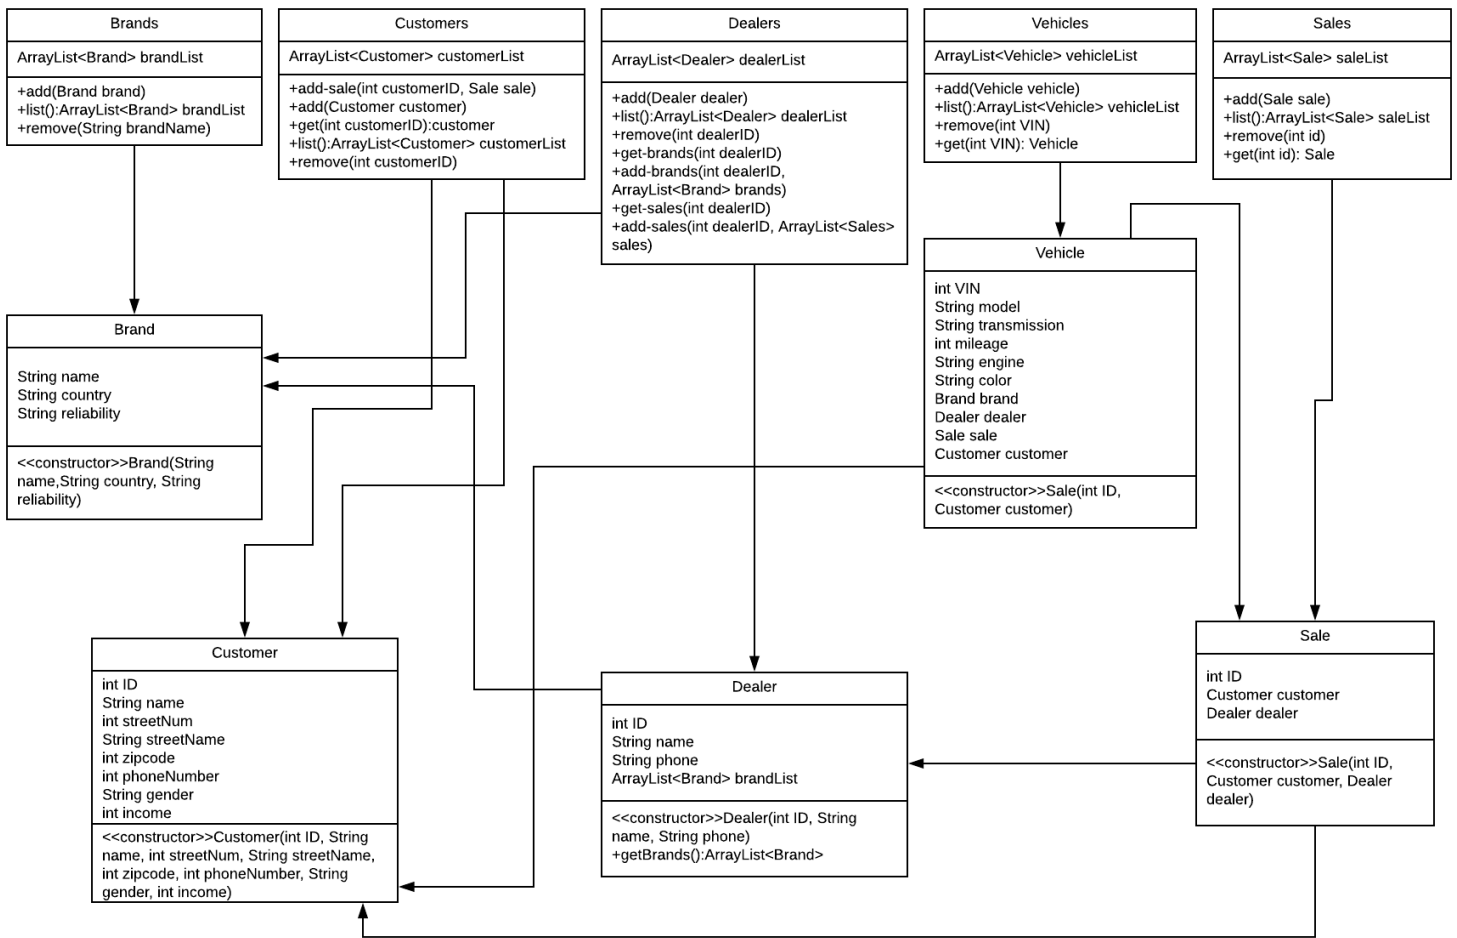 Brands
ArrayList<Brand> brandList
+add(Brand brand)
+list():ArrayList<Brand> brandList
+remove(String brandName)
Customers
ArrayList<Customer> customerList
+add-sale(int customerID, Sale sale)
+add(Customer customer)
+get(int customerID):customer
+list():ArrayList<Customer> customerList
+remove(int customerID)
Dealers
ArrayList<Dealer> dealerList
+add(Dealer dealer)
+list():ArrayList<Dealer> dealerList
+remove(int dealerID)
+get-brands(int dealerID)
+add-brands(int dealerID,
ArrayList<Brand> brands)
+get-sales(int dealerID)
+add-sales(int dealerID, ArrayList<Sales>
sales)
Vehicles
ArrayList<Vehicle> vehicleList
+add(Vehicle vehicle)
+list():ArrayList<Vehicle> vehicleList
+remove(int VIN)
+get(int VIN): Vehicle
Sales
ArrayList<Sale> saleList
+add(Sale sale)
+list():ArrayList<Sale> saleList
+remove(int id)
+get(int id): Sale
Brand
String name
String country
String reliability
<<constructor>>Brand(String
name,String country, String
reliability)
Vehicle
int VIN
String model
String transmission
int mileage
String engine
String color
Brand brand
Dealer dealer
Sale sale
Customer customer
<<constructor>>Sale(int ID,
Customer customer)
Customer
int ID
String name
int streetNum
String streetName
int zipcode
int phoneNumber
String gender
int income
<<constructor>>Customer(int ID, String
name, int streetNum, String streetName,
int zipcode, int phoneNumber, String
gender, int income)
Dealer
int ID
String name
String phone
ArrayList<Brand> brandList
<<constructor>>Dealer(int ID, String
name, String phone)
+getBrands():ArrayList<Brand>
Sale
int ID
Customer customer
Dealer dealer
<<constructor>>Sale(int ID,
Customer customer, Dealer
dealer)